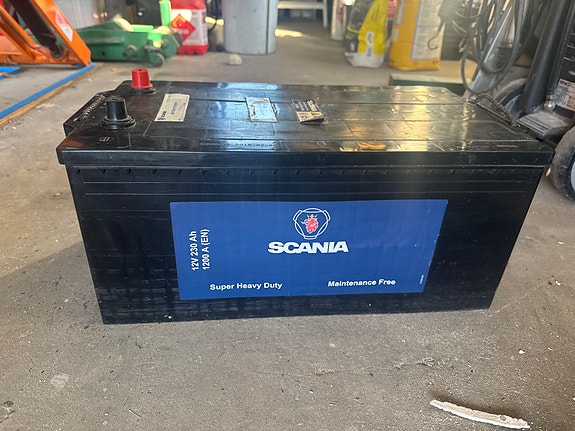 12V 230 Ah
1200 A (EN)
SCANIA
Super Heavy Duty
Maintenance Free